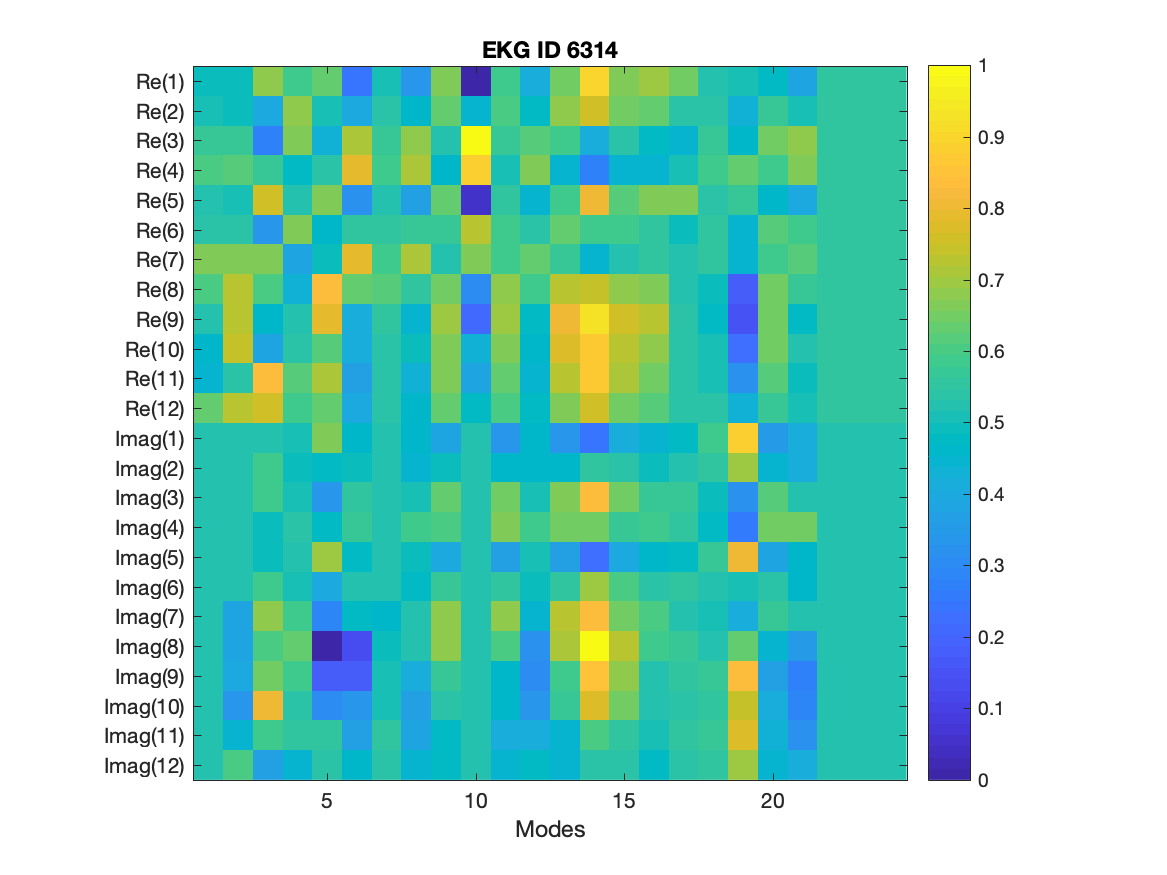 EKG ID 6314
Re(1)
Re(2)
Re(3)
Re(4)
Re(5)
Re(6)
Re(7)
Re(8)
Re(9)
Re(10)
Re(11)
Re(12)
Imag(1)
Imag(2)
Imag(3)
Imag(4)
Imag(5)
Imag(6)
Imag(7)
Imag(8)
Imag(9)
Imag(10)
Imag(11)
Imag(12)
5 10 15 20
Modes
1
0.9
0.8
0.7
0.6
0.5
0.4
0.3
0.2
0.1
0